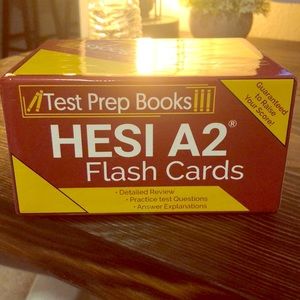 Test Prep Books
Guaranteed
to Raise
Your Score!
HESI A2®
Flash Cards
• Detailed Review
• Practice test Questions
• Answer Explanations